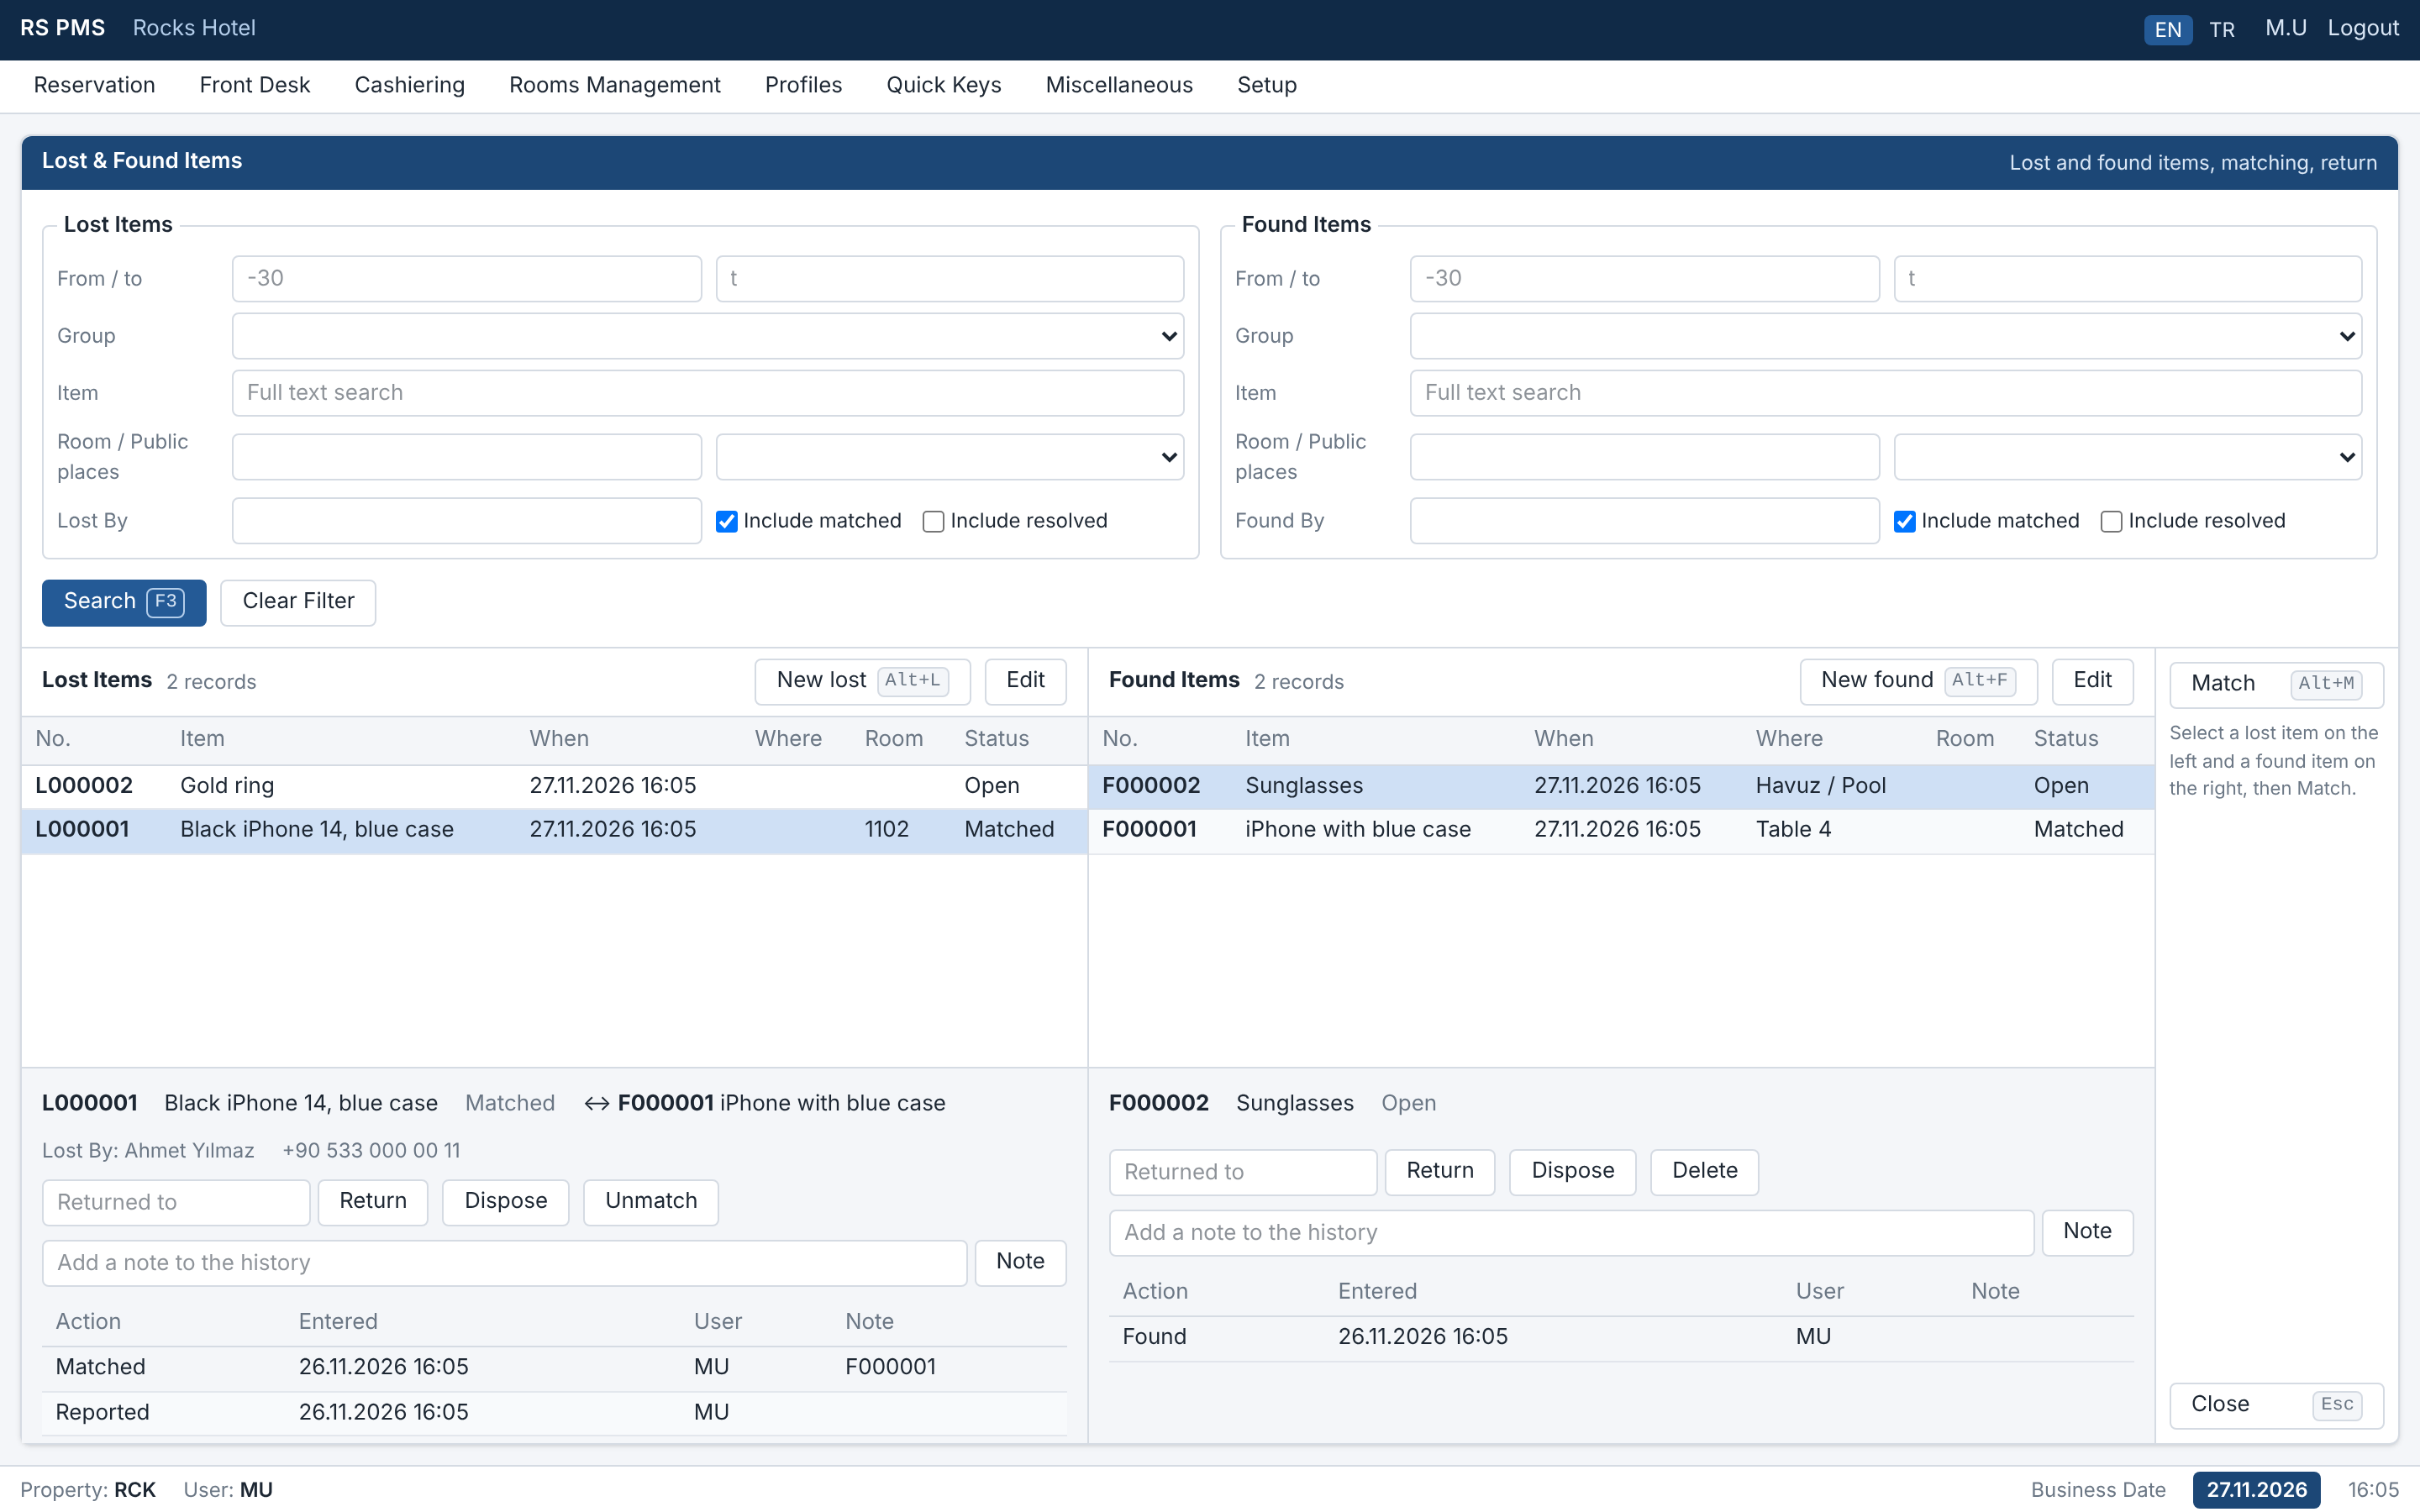 RS PMS Rocks Hotel EN TR M.U Logout
Reservation Front Desk Cashiering Rooms Management Profiles Quick Keys Miscellaneous Setup
Lost & Found Items Lost and found items, matching, return
Lost Items
From / to -30 t
Group
Item Full text search
Room / Public places
Lost By Include matched Include resolved
Found Items
From / to -30 t
Group
Item Full text search
Room / Public places
Found By Include matched Include resolved
Search F3 Clear Filter
Lost Items 2 records New lost Alt+L Edit
No. Item When Where Room Status
L000002 Gold ring 27.11.2026 16:05 Open
L000001 Black iPhone 14, blue case 27.11.2026 16:05 1102 Matched
Found Items 2 records New found Alt+F Edit
No. Item When Where Room Status
F000002 Sunglasses 27.11.2026 16:05 Havuz / Pool Open
F000001 iPhone with blue case 27.11.2026 16:05 Table 4 Matched
Match Alt+M
Select a lost item on the
left and a found item on
the right, then Match.
L000001 Black iPhone 14, blue case Matched ↔ F000001 iPhone with blue case
Lost By: Ahmet Yılmaz +90 533 000 00 11
Returned to Return Dispose Unmatch
Add a note to the history Note
Action Entered User Note
Matched 26.11.2026 16:05 MU F000001
Reported 26.11.2026 16:05 MU
F000002 Sunglasses Open
Returned to Return Dispose Delete
Add a note to the history Note
Action Entered User Note
Found 26.11.2026 16:05 MU
Close Esc
Property: RCK User: MU Business Date 27.11.2026 16:05